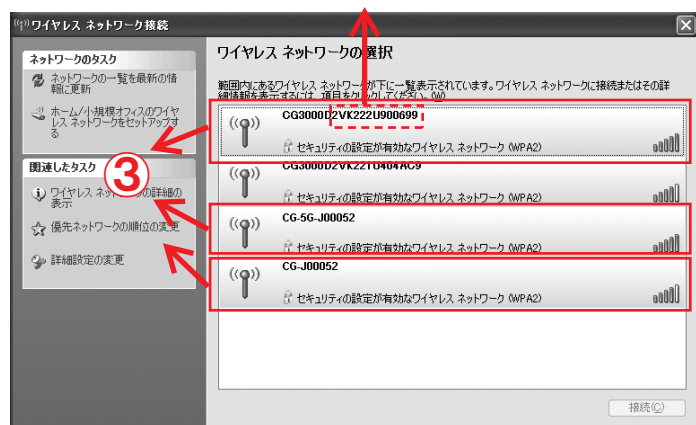 ワイヤレス ネットワーク接続
ネットワークのタスク
ネットワークの一覧を最新の情
報に更新
ホーム/小規模オフィスのワイヤ
レス ネットワークをセットアップす
る
関連したタスク
③
ワイヤレス ネットワークの詳細の
表示
優先ネットワークの順位の変更
詳細設定の変更
ワイヤレス ネットワークの選択
範囲内にあるワイヤレス ネットワークが下に一覧表示されています。ワイヤレス ネットワークに接続またはその詳
細情報を表示するには、項目をクリックしてください。(W)
CG3000D2VK222U900699
セキュリティの設定が有効なワイヤレス ネットワーク (WPA2)
CG3000D2VK221U404AC9
セキュリティの設定が有効なワイヤレス ネットワーク (WPA2)
CG-5G-J00052
セキュリティの設定が有効なワイヤレス ネットワーク (WPA2)
CG-J00052
セキュリティの設定が有効なワイヤレス ネットワーク (WPA2)
接続(C)